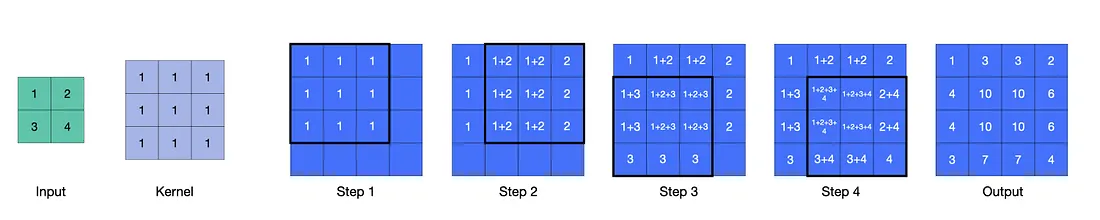 1 2
3 4
Input
1 1 1
1 1 1
1 1 1
Kernel
1 1 1
1 1 1
1 1 1
Step 1
1 1+2 1+2 2
1 1+2 1+2 2
1 1+2 1+2 2
Step 2
1 1+2 1+2 2
1+3 1+2+3 1+2+3 2
1+3 1+2+3 1+2+3 2
3 3 3
Step 3
1 1+2 1+2 2
1+3 1+2+3+
4 1+2+3+4 2+4
1+3 1+2+3+
4 1+2+3+4 2+4
3 3+4 3+4 4
Step 4
1 3 3 2
4 10 10 6
4 10 10 6
3 7 7 4
Output